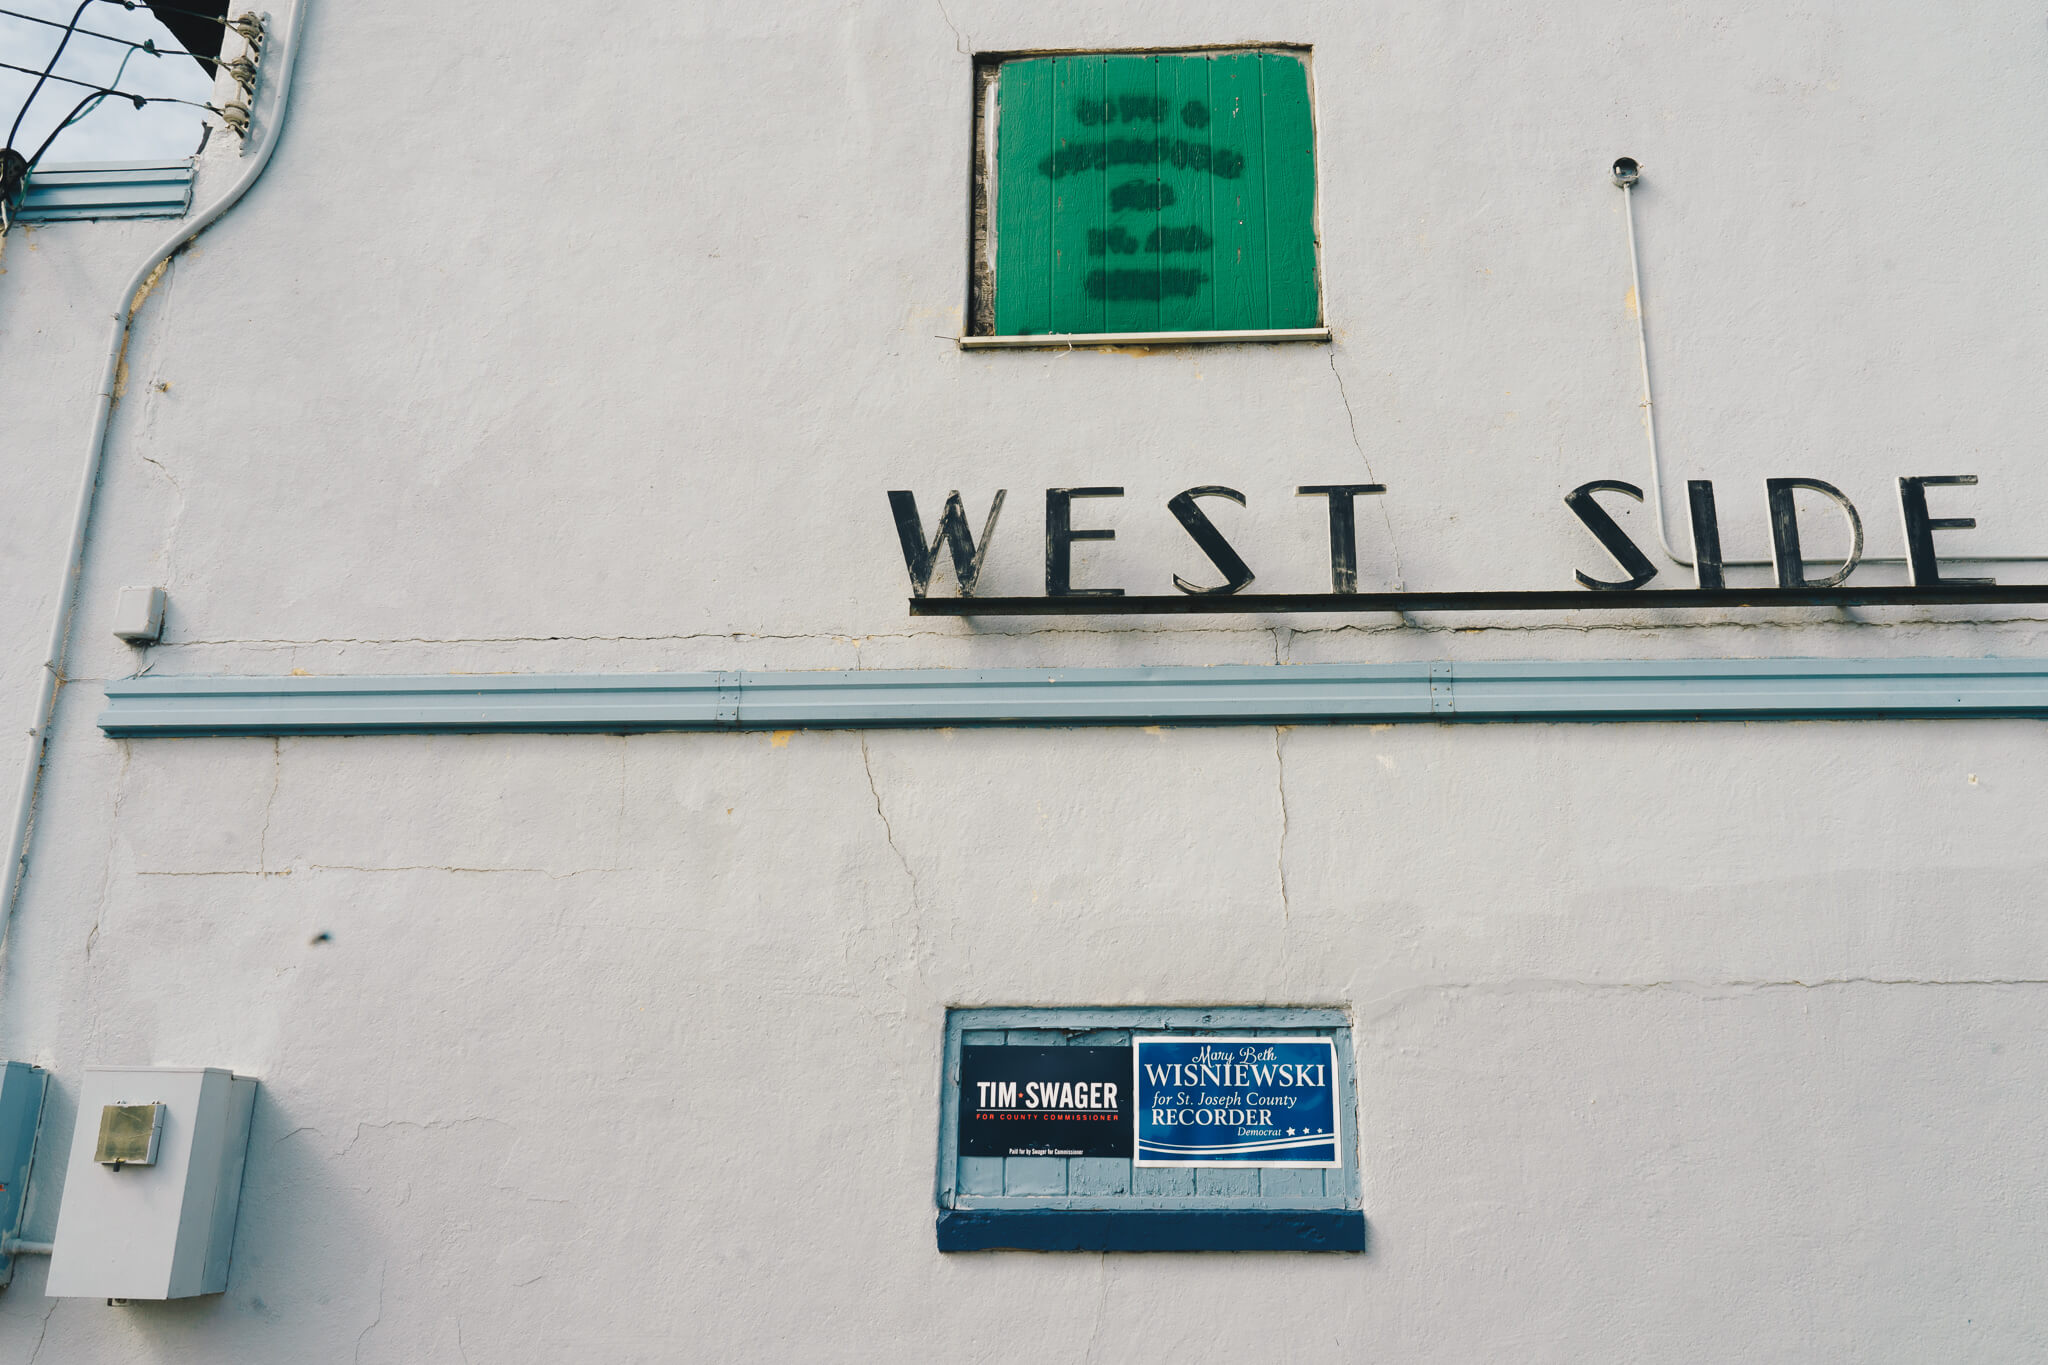 WEST SIDE
TIM★SWAGER
FOR COUNTY COMMISSIONER
Paid for by Swager for Commissioner
Mary Beth
WISNIEWSKI
for St. Joseph County
RECORDER
Democrat